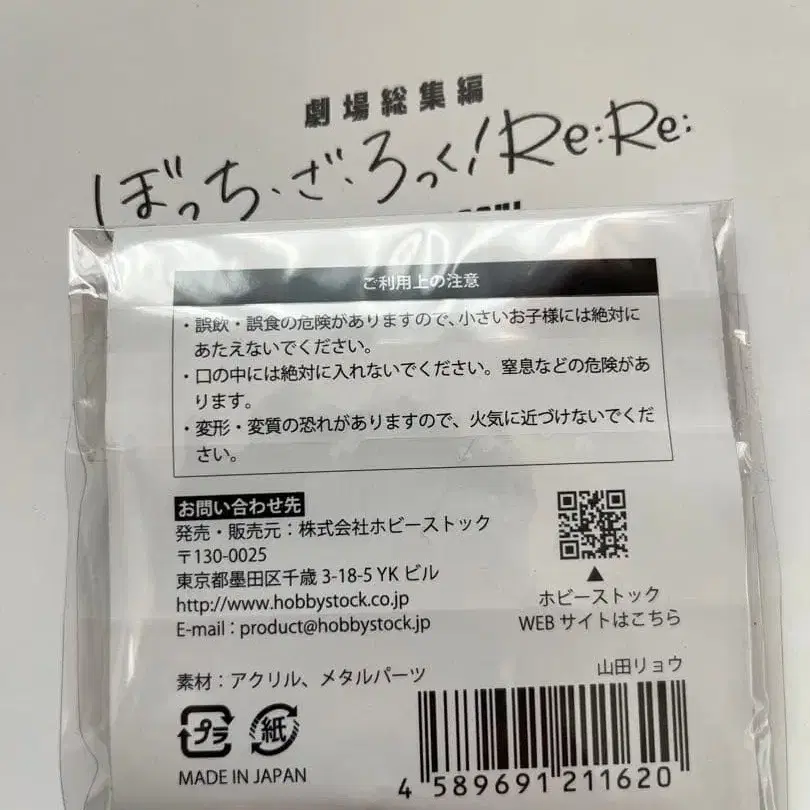 劇場総集編
ぼっち・ざ・ろっく！Re:Re:
ご利用上の注意
・誤飲・誤食の危険がありますので、小さいお子様には絶対に
あたえないでください。
・口の中には絶対に入れないでください。窒息などの危険があ
ります。
・変形・変質の恐れがありますので、火気に近づけないでくだ
さい。
お問い合わせ先
発売・販売元：株式会社ホビーストック
〒130-0025
東京都墨田区千歳 3-18-5 YK ビル
http://www.hobbystock.co.jp
E-mail：product@hobbystock.jp
▲
ホビーストック
WEB サイトはこちら
素材：アクリル、メタルパーツ
山田リョウ
プラ
紙
MADE IN JAPAN
4 589691 211620